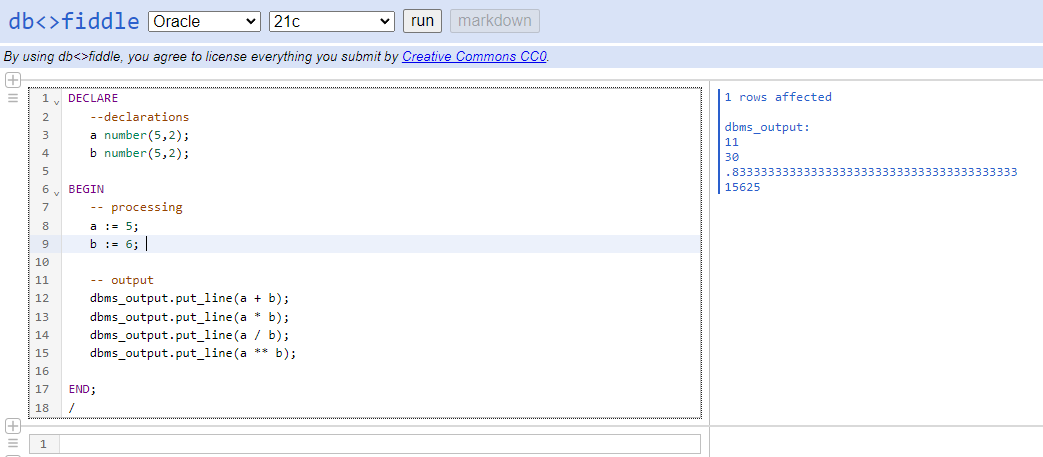 db<>fiddle Oracle 21c run markdown
By using db<>fiddle, you agree to license everything you submit by Creative Commons CC0.
1 DECLARE
2 --declarations
3 a number(5,2);
4 b number(5,2);
5
6 BEGIN
7 -- processing
8 a := 5;
9 b := 6;
10
11 -- output
12 dbms_output.put_line(a + b);
13 dbms_output.put_line(a * b);
14 dbms_output.put_line(a / b);
15 dbms_output.put_line(a ** b);
16
17 END;
18 /
1 rows affected
dbms_output:
11
30
.8333333333333333333333333333333333333333
15625
1